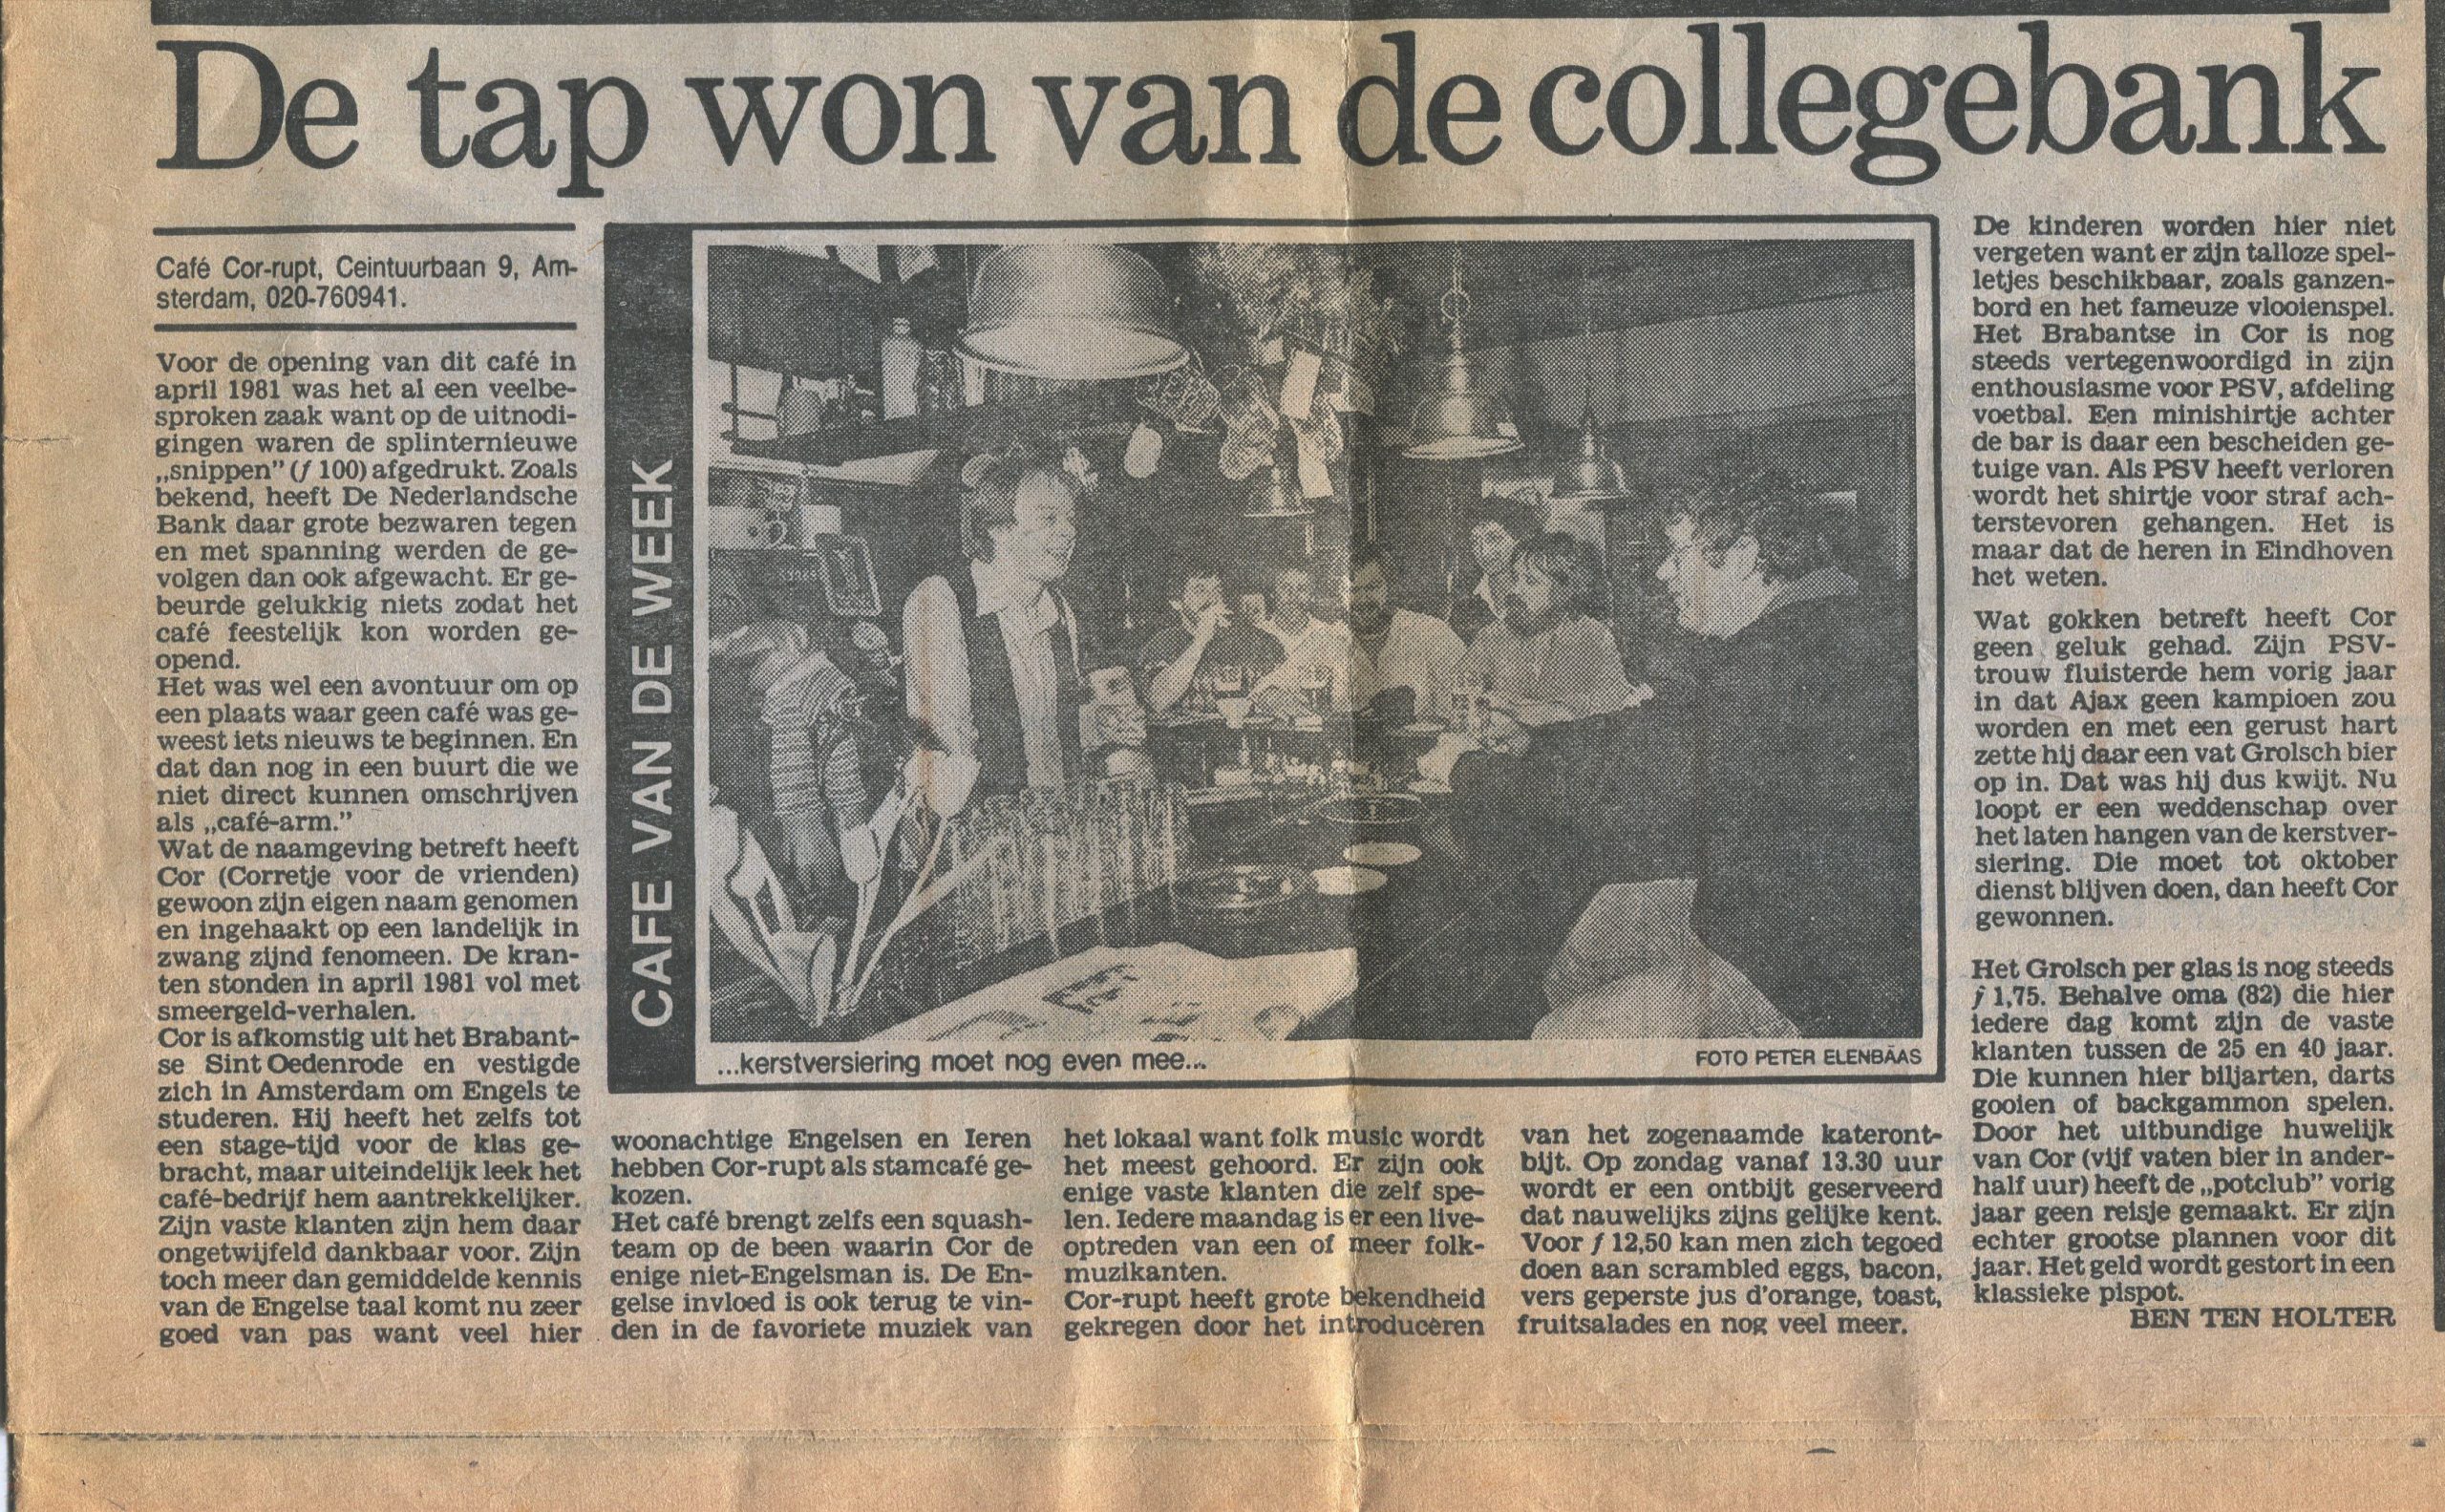 De tap won van de collegebank
Café Cor-rupt, Ceintuurbaan 9, Am-
sterdam, 020-760941.
Voor de opening van dit café in
april 1981 was het al een veelbe-
sproken zaak want op de uitnodi-
gingen waren de splinternieuwe
„snippen” (ƒ 100) afgedrukt. Zoals
bekend, heeft De Nederlandsche
Bank daar grote bezwaren tegen
en met spanning werden de ge-
volgen dan ook afgewacht. Er ge-
beurde gelukkig niets zodat het
café feestelijk kon worden ge-
opend.
Het was wel een avontuur om op
een plaats waar geen café was ge-
weest iets nieuws te beginnen. En
dat dan nog in een buurt die we
niet direct kunnen omschrijven
als „café-arm.”
Wat de naamgeving betreft heeft
Cor (Corretje voor de vrienden)
gewoon zijn eigen naam genomen
en ingehaakt op een landelijk in
zwang zijnd fenomeen. De kran-
ten stonden in april 1981 vol met
smeergeld-verhalen.
Cor is afkomstig uit het Brabant-
se Sint Oedenrode en vestigde
zich in Amsterdam om Engels te
studeren. Hij heeft het zelfs tot
een stage-tijd voor de klas ge-
bracht, maar uiteindelijk leek het
café-bedrijf hem aantrekkelijker.
Zijn vaste klanten zijn hem daar
ongetwijfeld dankbaar voor. Zijn
toch meer dan gemiddelde kennis
van de Engelse taal komt nu zeer
goed van pas want veel hier
CAFE VAN DE WEEK
...kerstversiering moet nog even mee...
FOTO PETER ELENBAAS
woonachtige Engelsen en Ieren
hebben Cor-rupt als stamcafé ge-
kozen.
Het café brengt zelfs een squash-
team op de been waarin Cor de
enige niet-Engelsman is. De En-
gelse invloed is ook terug te vin-
den in de favoriete muziek van
het lokaal want folk music wordt
het meest gehoord. Er zijn ook
enige vaste klanten die zelf spe-
len. Iedere maandag is er een live-
optreden van een of meer folk-
muzikanten.
Cor-rupt heeft grote bekendheid
gekregen door het introduceren
van het zogenaamde kateront-
bijt. Op zondag vanaf 13.30 uur
wordt er een ontbijt geserveerd
dat nauwelijks zijns gelijke kent.
Voor ƒ 12,50 kan men zich tegoed
doen aan scrambled eggs, bacon,
vers geperste jus d'orange, toast,
fruitsalades en nog veel meer.
De kinderen worden hier niet
vergeten want er zijn talloze spel-
letjes beschikbaar, zoals ganzen-
bord en het fameuze vlooienspel.
Het Brabantse in Cor is nog
steeds vertegenwoordigd in zijn
enthousiasme voor PSV, afdeling
voetbal. Een minishirtje achter
de bar is daar een bescheiden ge-
tuige van. Als PSV heeft verloren
wordt het shirtje voor straf ach-
terstevoren gehangen. Het is
maar dat de heren in Eindhoven
het weten.
Wat gokken betreft heeft Cor
geen geluk gehad. Zijn PSV-
trouw fluisterde hem vorig jaar
in dat Ajax geen kampioen zou
worden en met een gerust hart
zette hij daar een vat Grolsch bier
op in. Dat was hij dus kwijt. Nu
loopt er een weddenschap over
het laten hangen van de kerstver-
siering. Die moet tot oktober
dienst blijven doen, dan heeft Cor
gewonnen.
Het Grolsch per glas is nog steeds
ƒ 1,75. Behalve oma (82) die hier
iedere dag komt zijn de vaste
klanten tussen de 25 en 40 jaar.
Die kunnen hier biljarten, darts
gooien of backgammon spelen.
Door het uitbundige huwelijk
van Cor (vijf vaten bier in ander-
half uur) heeft de „potclub” vorig
jaar geen reisje gemaakt. Er zijn
echter grootse plannen voor dit
jaar. Het geld wordt gestort in een
klassieke pispot.
BEN TEN HOLTER